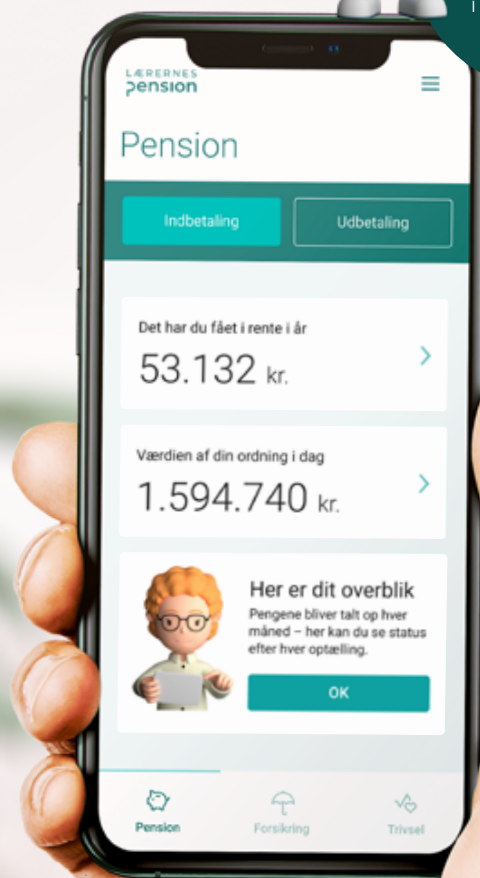 LÆRERNES
pension
Pension
Indbetaling
Udbetaling
Det har du fået i rente i år
53.132 kr.
Værdien af din ordning i dag
1.594.740 kr.
Her er dit overblik
Pengene bliver talt op hver
måned – her kan du se status
efter hver optælling.
OK
Pension
Forsikring
Trivsel